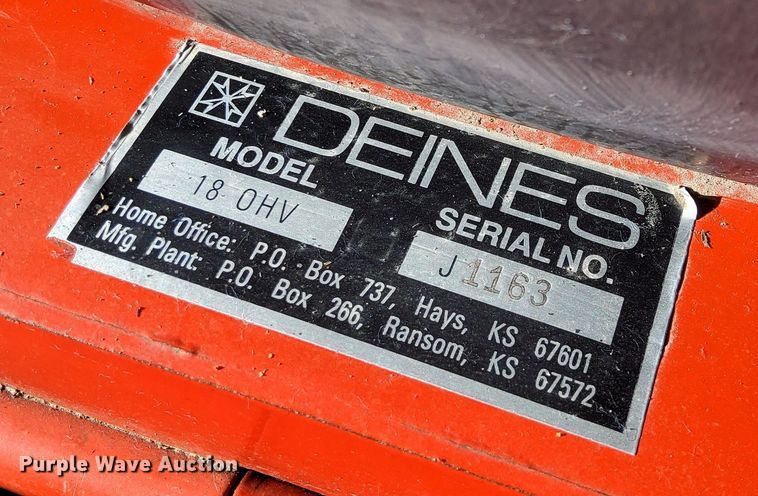 DEINES
MODEL
18 OHV
SERIAL NO.
J1163
Home Office: P.O. Box 737, Hays, KS 67601
Mfg. Plant: P.O. Box 266, Ransom, KS 67572
Purple Wave Auction